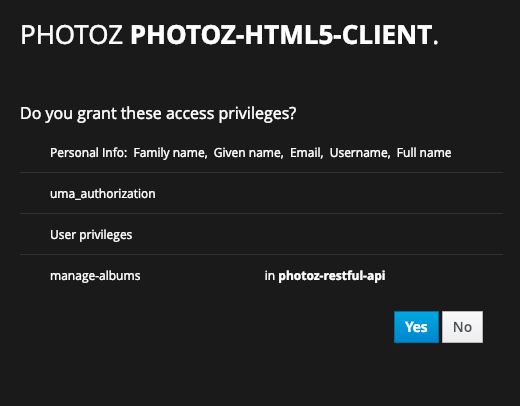 PHOTOZ PHOTOZ-HTML5-CLIENT.
Do you grant these access privileges?
Personal Info: Family name, Given name, Email, Username, Full name
uma_authorization
User privileges
manage-albums in photoz-restful-api
Yes No